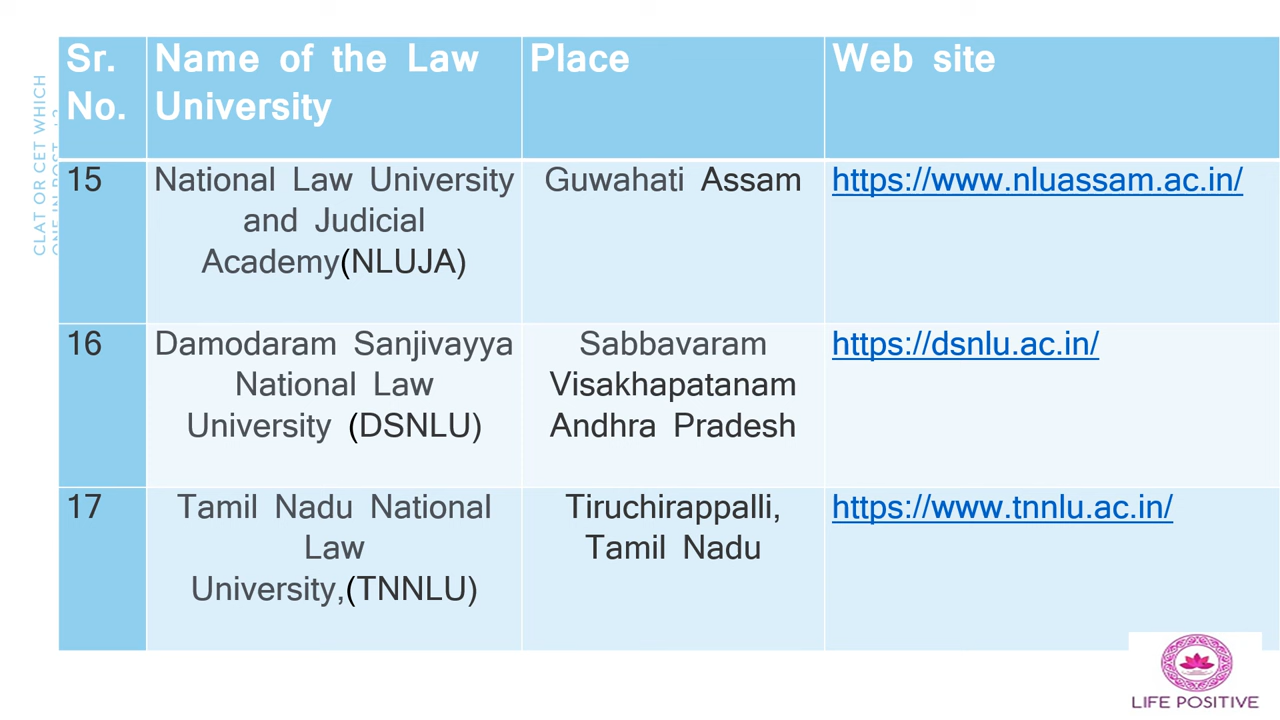 CLAT OR CET WHICH
Sr. No. Name of the Law University Place Web site
15 National Law University and Judicial Academy(NLUJA) Guwahati Assam https://www.nluassam.ac.in/
16 Damodaram Sanjivayya National Law University (DSNLU) Sabbavaram Visakhapatanam Andhra Pradesh https://dsnlu.ac.in/
17 Tamil Nadu National Law University,(TNNLU) Tiruchirappalli, Tamil Nadu https://www.tnnlu.ac.in/
LIFE POSITIVE